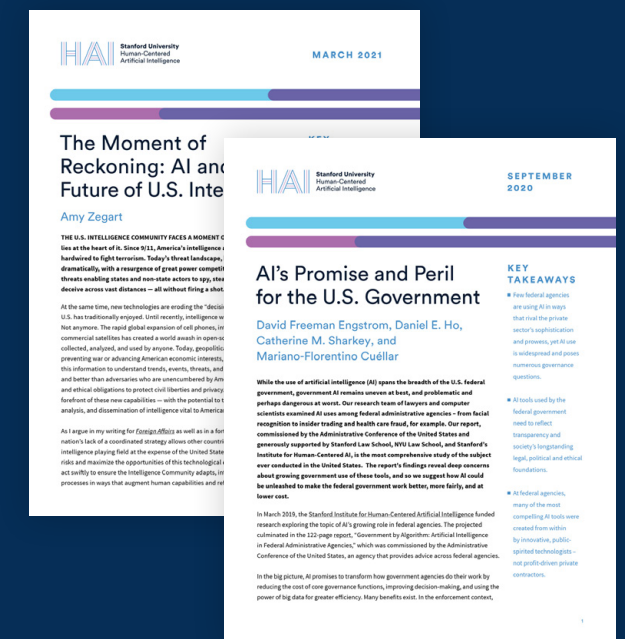 HAI
Stanford University
Human-Centered
Artificial Intelligence
MARCH 2021
The Moment of
Reckoning: AI and
Future of U.S. Inte
Amy Zegart
THE U.S. INTELLIGENCE COMMUNITY FACES A MOMENT O
lies at the heart of it. Since 9/11, America's intelligence
hardwired to fight terrorism. Today's threat landscape,
dramatically, with a resurgence of great power competit
threats enabling states and non-state actors to spy, stea
deceive across vast distances — all without firing a shot.
At the same time, new technologies are eroding the "decisi
U.S. has traditionally enjoyed. Until recently, intelligence w
Not anymore. The rapid global expansion of cell phones, in
commercial satellites has created a world awash in open-so
collected, analyzed, and used by anyone. Today, geopolitic
preventing war or advancing American economic interests,
this information to understand trends, events, threats, and
and better than adversaries who are unencumbered by Am
and ethical obligations to protect civil liberties and privacy.
forefront of these new capabilities — with the potential to t
analysis, and dissemination of intelligence vital to American
As I argue in my writing for Foreign Affairs as well as in a for
nation's lack of a coordinated strategy allows other countri
intelligence playing field at the expense of the United State
risks and maximize the opportunities of this technological
act swiftly to ensure the Intelligence Community adapts, in
processes in ways that augment human capabilities and ref
HAI
Stanford University
Human-Centered
Artificial Intelligence
SEPTEMBER
2020
AI's Promise and Peril
for the U.S. Government
David Freeman Engstrom, Daniel E. Ho,
Catherine M. Sharkey, and
Mariano-Florentino Cuéllar
While the use of artificial intelligence (AI) spans the breadth of the U.S. federal
government, government AI remains uneven at best, and problematic and
perhaps dangerous at worst. Our research team of lawyers and computer
scientists examined AI uses among federal administrative agencies – from facial
recognition to insider trading and health care fraud, for example. Our report,
commissioned by the Administrative Conference of the United States and
generously supported by Stanford Law School, NYU Law School, and Stanford's
Institute for Human-Centered AI, is the most comprehensive study of the subject
ever conducted in the United States. The report's findings reveal deep concerns
about growing government use of these tools, and so we suggest how AI could
be unleashed to make the federal government work better, more fairly, and at
lower cost.
In March 2019, the Stanford Institute for Human-Centered Artificial Intelligence funded
research exploring the topic of AI's growing role in federal agencies. The projected
culminated in the 122-page report, "Government by Algorithm: Artificial Intelligence
in Federal Administrative Agencies," which was commissioned by the Administrative
Conference of the United States, an agency that provides advice across federal agencies.
In the big picture, AI promises to transform how government agencies do their work by
reducing the cost of core governance functions, improving decision-making, and using the
power of big data for greater efficiency. Many benefits exist. In the enforcement context,
KEY
TAKEAWAYS
Few federal agencies
are using AI in ways
that rival the private
sector's sophistication
and prowess, yet AI use
is widespread and poses
numerous governance
questions.
AI tools used by the
federal government
need to reflect
transparency and
society's longstanding
legal, political and ethical
foundations.
At federal agencies,
many of the most
compelling AI tools were
created from within
by innovative, public-
spirited technologists –
not profit-driven private
contractors.
1